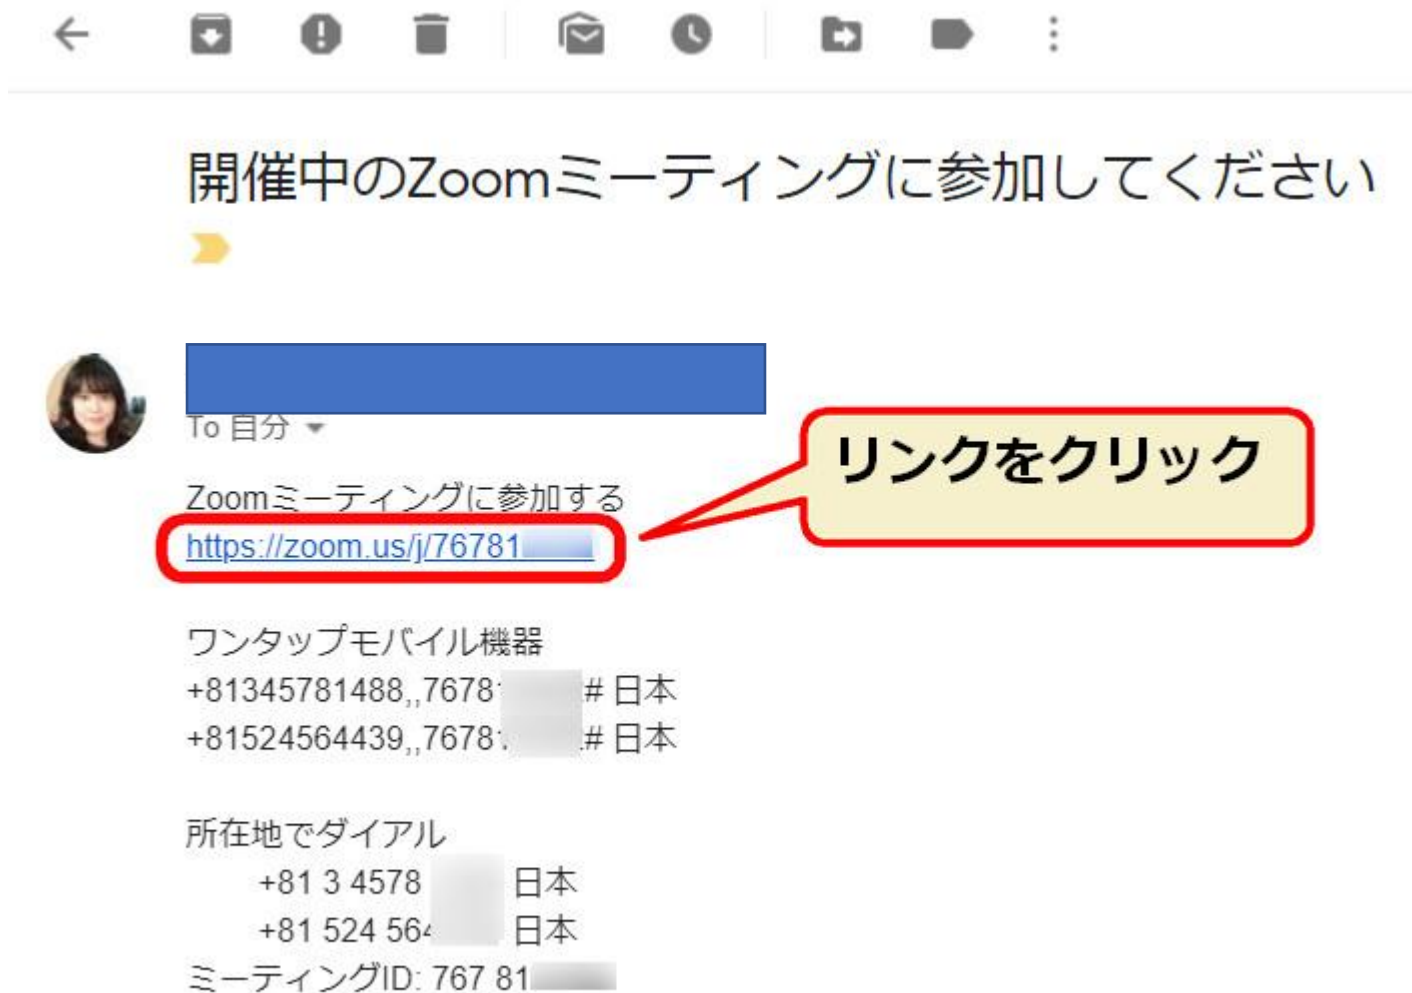 開催中のZoomミーティングに参加してください
To 自分
リンクをクリック
Zoomミーティングに参加する
https://zoom.us/j/76781
ワンタップモバイル機器
+81345781488,,7678 # 日本
+81524564439,,7678 # 日本
所在地でダイアル
+81 3 4578 日本
+81 524 564 日本
ミーティングID: 767 81